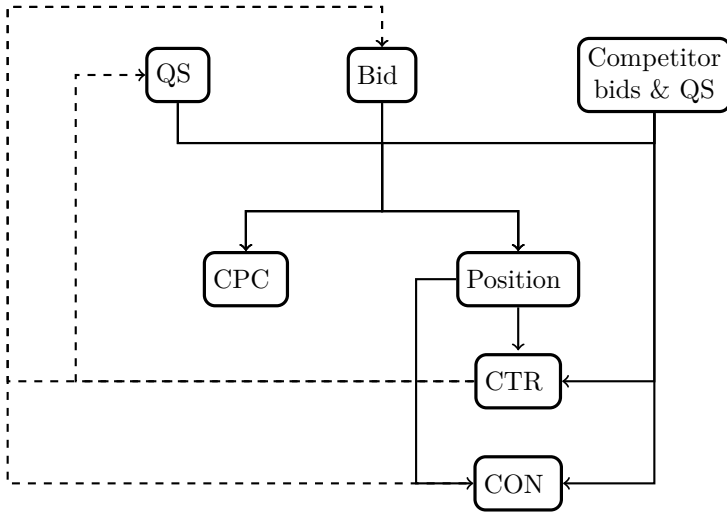 QS
Bid
Competitor
bids & QS
CPC
Position
CTR
CON